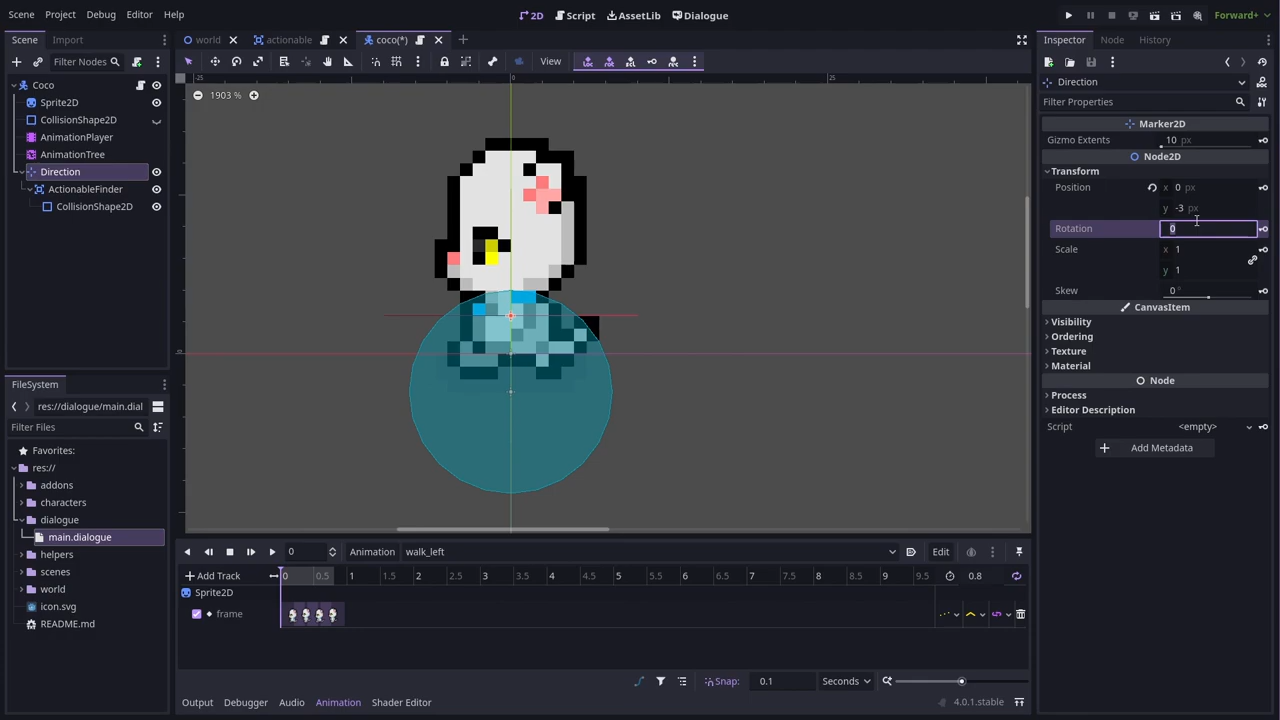 Scene Project Debug Editor Help
2D Script AssetLib Dialogue
Forward+
Scene Import
world actionable coco(*)
Inspector Node History
Filter Nodes
View
Direction
Filter Properties
-25 0 25
1903 %
Coco
Sprite2D
CollisionShape2D
AnimationPlayer
AnimationTree
Direction
ActionableFinder
CollisionShape2D
Marker2D
Gizmo Extents 10 px
Node2D
Transform
Position x 0 px
y -3 px
Rotation 0
Scale x 1
y 1
Skew 0 °
CanvasItem
Visibility
Ordering
Texture
Material
Node
Process
Editor Description
Script <empty>
Add Metadata
FileSystem
res://dialogue/main.dial
Filter Files
Favorites:
res://
addons
characters
dialogue
main.dialogue
helpers
scenes
world
icon.svg
README.md
0 Animation walk_left Edit
Add Track 0 0.5 1 1.5 2 2.5 3 3.5 4 4.5 5 5.5 6 6.5 7 7.5 8 8.5 9 9.5 0.8
Sprite2D
frame
Snap: 0.1 Seconds
Output Debugger Audio Animation Shader Editor
4.0.1.stable